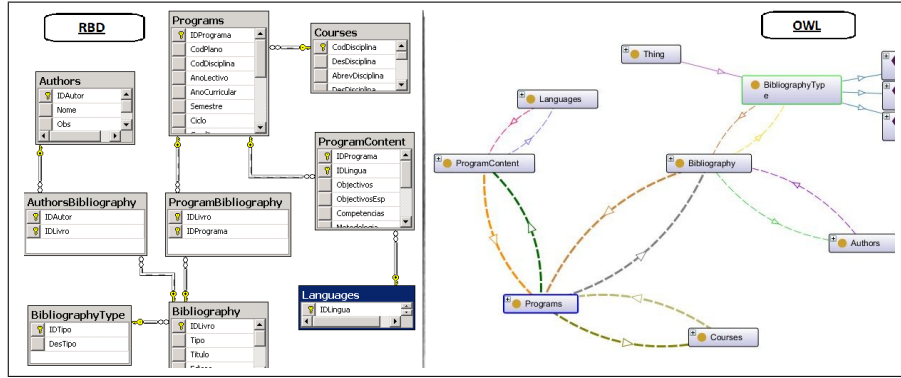 RBD
Programs
IDPrograma
CodPlano
CodDisciplina
AnoLectivo
AnoCurricular
Semestre
Ciclo
Courses
CodDisciplina
DesDisciplina
AbrevDisciplina
Authors
IDAutor
Nome
Obs
ProgramContent
IDPrograma
IDLingua
Objectivos
ObjectivosEsp
Competencias
AuthorsBibliography
IDAutor
IDLivro
ProgramBibliography
IDLivro
IDPrograma
Languages
IDLingua
BibliographyType
IDTipo
DesTipo
Bibliography
IDLivro
Tipo
Titulo
OWL
Thing
BibliographyTyp
e
Languages
ProgramContent
Bibliography
Authors
Programs
Courses